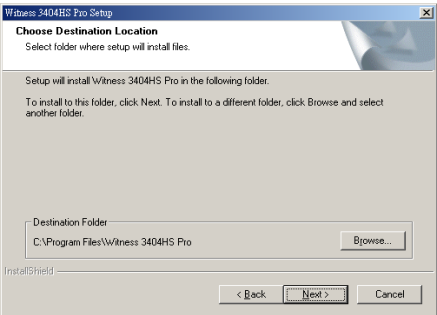 Witness 3404HS Pro Setup
Choose Destination Location
Select folder where setup will install files.
Setup will install Witness 3404HS Pro in the following folder.
To install to this folder, click Next. To install to a different folder, click Browse and select
another folder.
Destination Folder
C:\Program Files\Witness 3404HS Pro
Browse...
InstallShield
< Back
Next >
Cancel